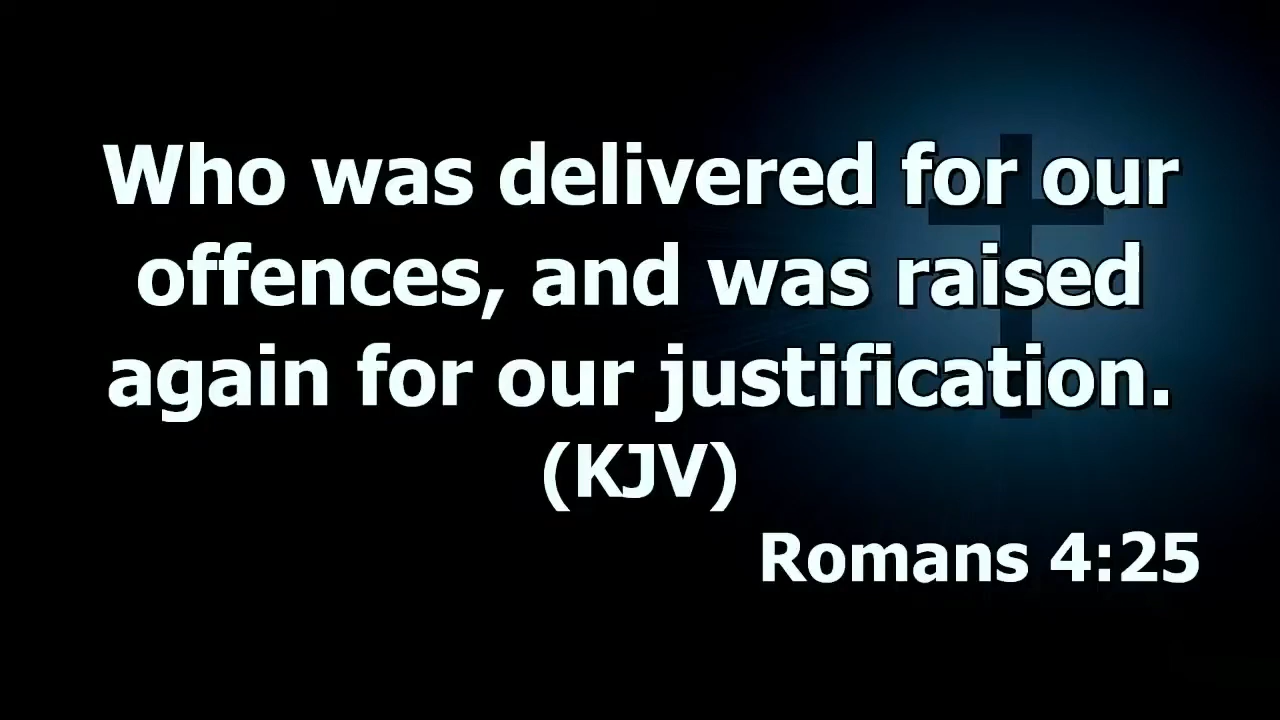 Who was delivered for our
offences, and was raised
again for our justification.
(KJV)
Romans 4:25